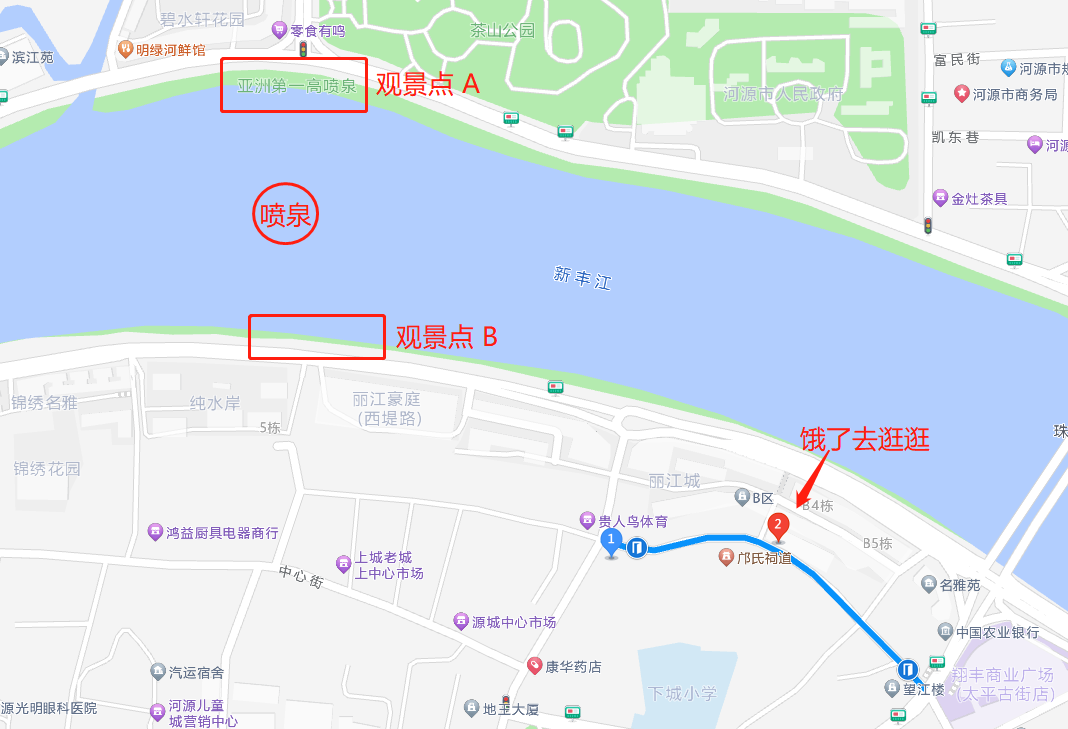 碧水轩花园
零食有鸣
茶山公园
滨江苑
明绿河鲜馆
富民街
河源市规
亚洲第一高喷泉
观景点 A
河源市人民政府
河源市商务局
凯东巷
河源
金灶茶具
喷泉
新丰江
观景点 B
锦绣名雅
纯水岸
丽江豪庭
(西堤路)
5栋
珠
饿了去逛逛
锦绣花园
丽江城
B区
B4栋
贵人鸟体育
2
1
鸿益厨具电器商行
B5栋
上城老城
上中心市场
邝氏祠道
中心街
名雅苑
源城中心市场
中国农业银行
康华药店
汽运宿舍
下城小学
翔丰商业广场
(太平古街店)
望江楼
源光明眼科医院
河源儿童
城营销中心
地王大厦